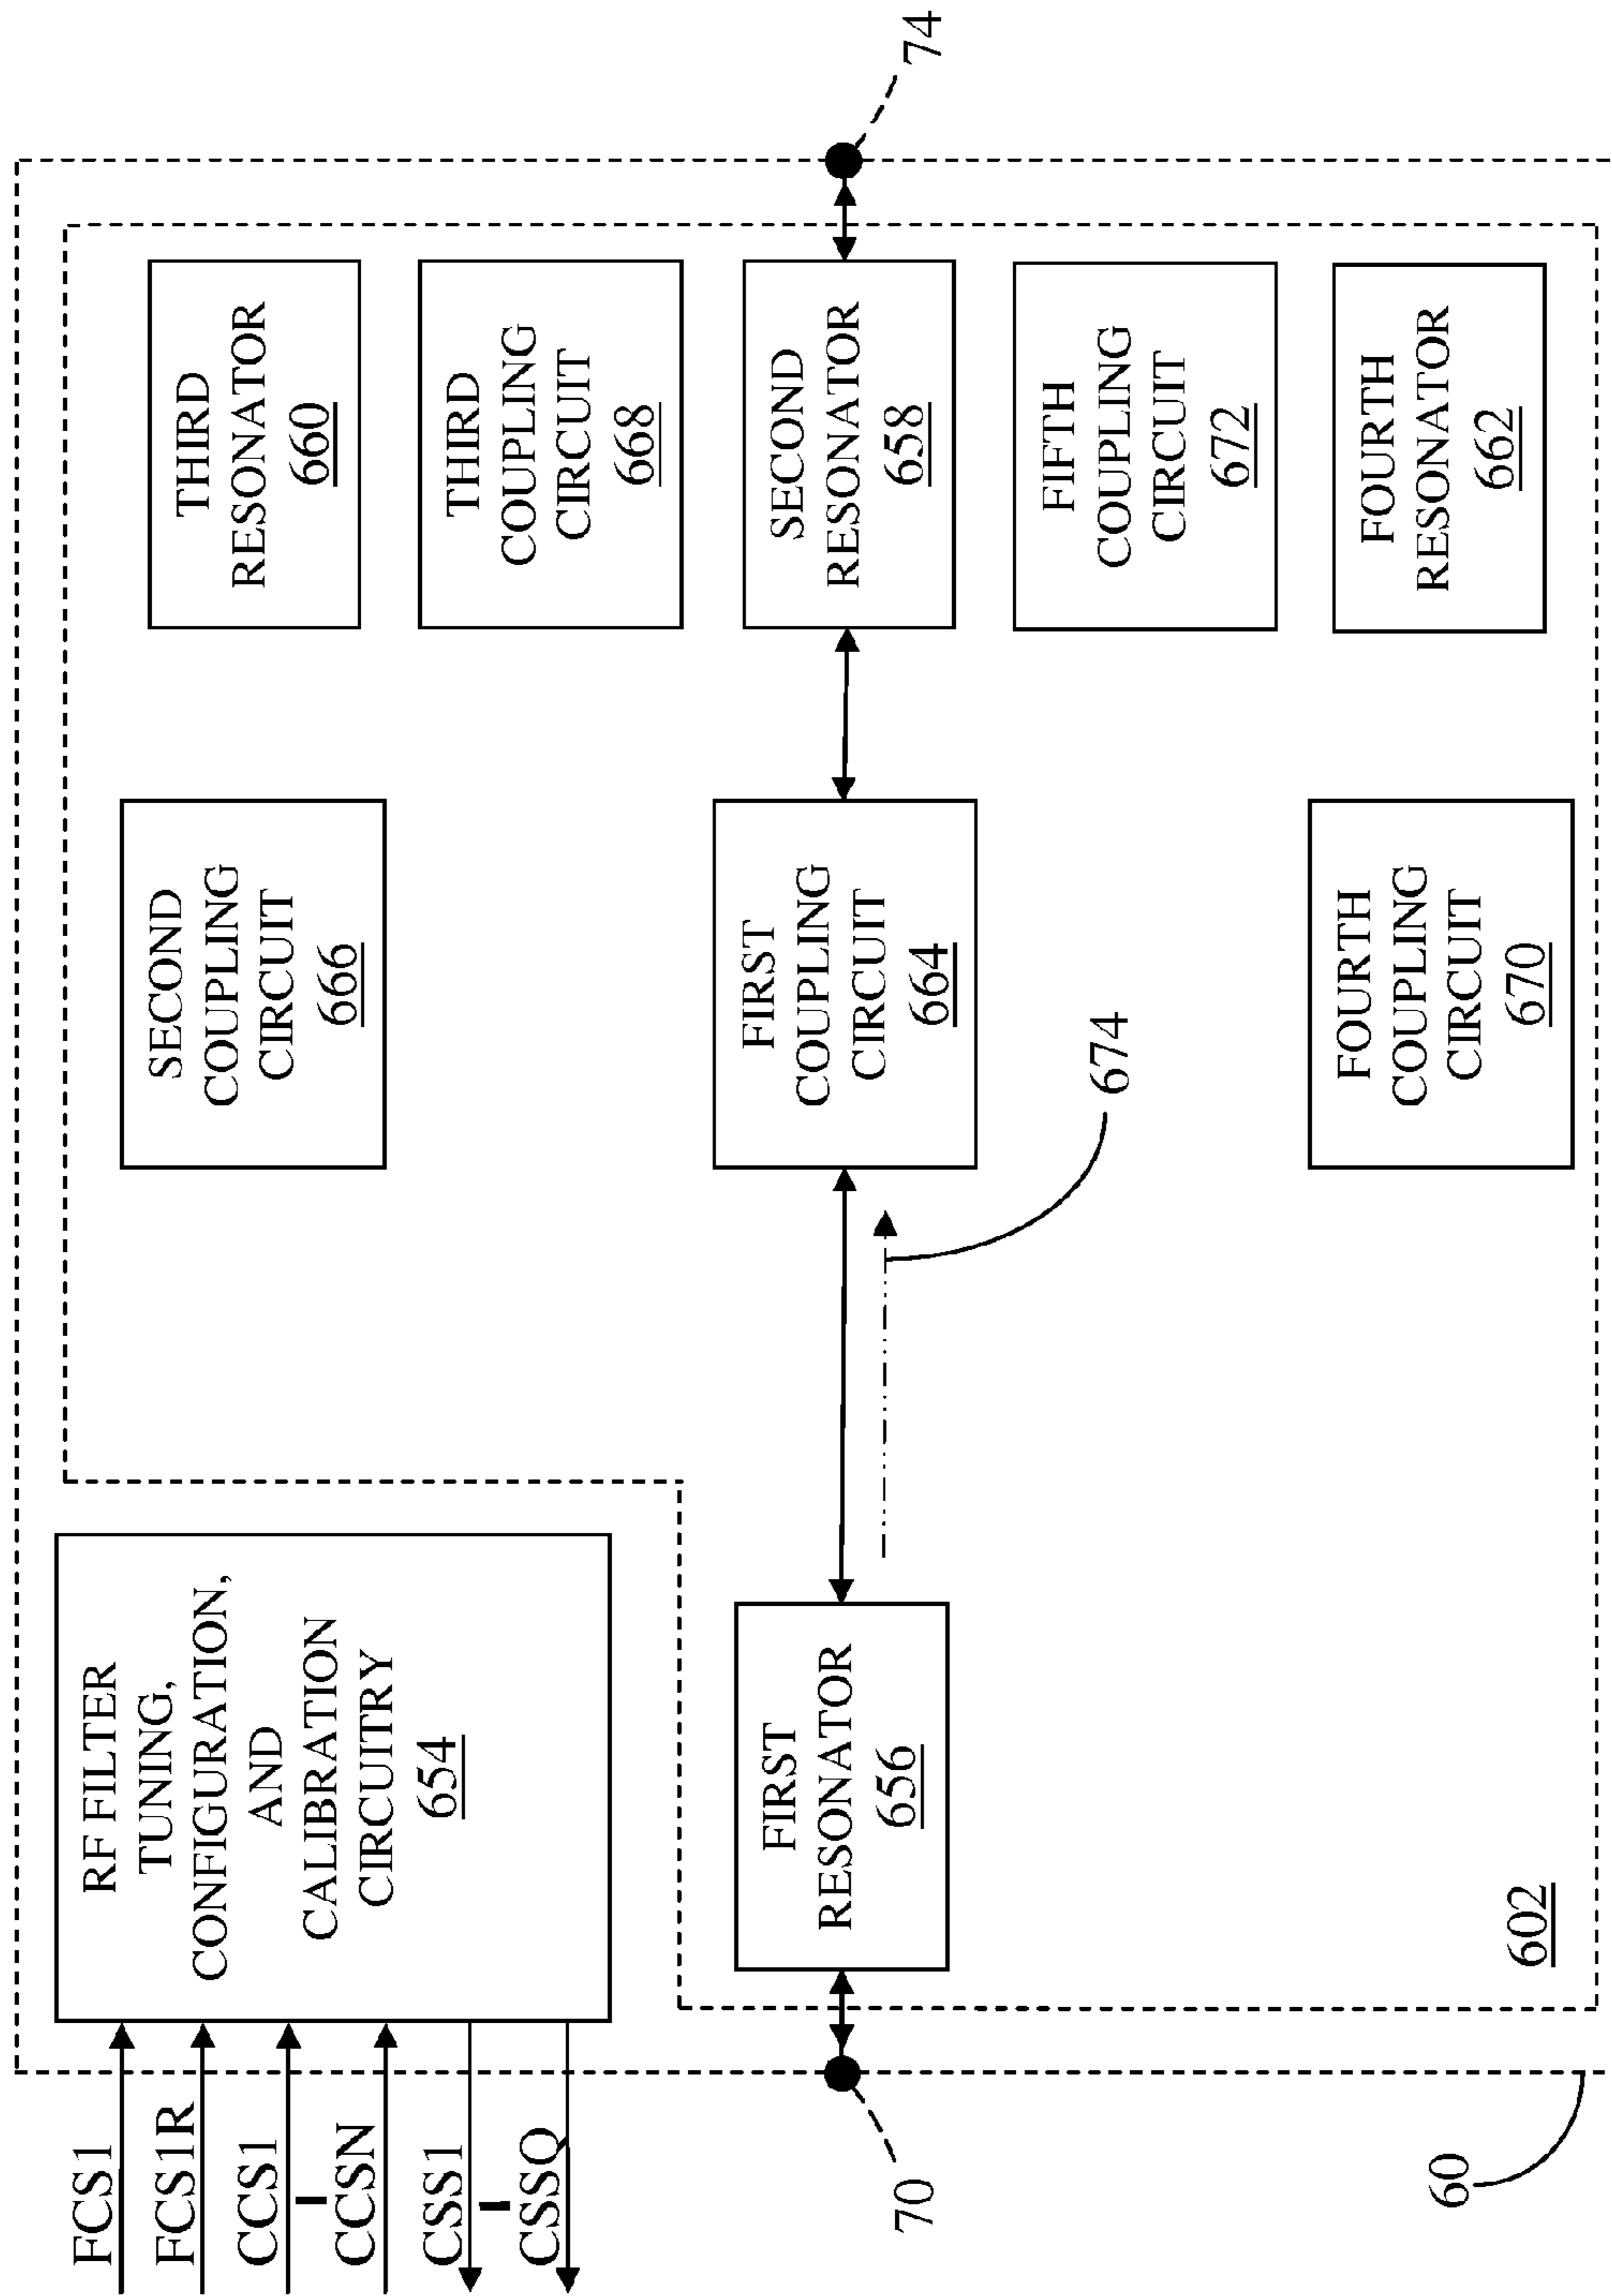 FCS1
FCS1R
CCS1
CCSN
CSS1
CSSQ
RF FILTER
TUNING,
CONFIGURATION,
AND
CALIBRATION
CIRCUITRY
654
SECOND
COUPLING
CIRCUIT
666
THIRD
RESONATOR
660
THIRD
COUPLING
CIRCUIT
668
70
FIRST
RESONATOR
656
674
FIRST
COUPLING
CIRCUIT
664
SECOND
RESONATOR
658
74
FIFTH
COUPLING
CIRCUIT
672
60
602
FOURTH
COUPLING
CIRCUIT
670
FOURTH
RESONATOR
662